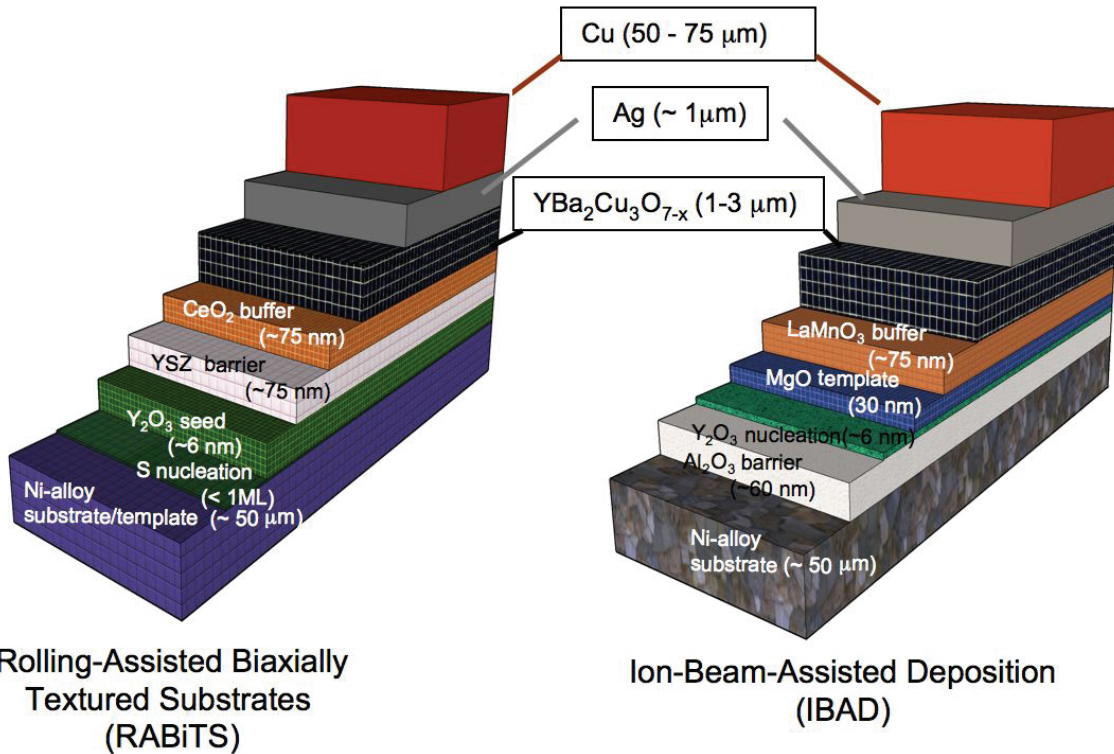 Cu (50 - 75 μm)
Ag (~ 1μm)
YBa₂Cu₃O₇₋ₓ (1-3 μm)
CeO₂ buffer
(~75 nm)
YSZ barrier
(~75 nm)
Y₂O₃ seed
(~6 nm)
S nucleation
(< 1ML)
Ni-alloy
substrate/template (~ 50 μm)
Rolling-Assisted Biaxially
Textured Substrates
(RABiTS)
LaMnO₃ buffer
(~75 nm)
MgO template
(30 nm)
Y₂O₃ nucleation(~6 nm)
Al₂O₃ barrier
(~60 nm)
Ni-alloy
substrate (~ 50 μm)
Ion-Beam-Assisted Deposition
(IBAD)